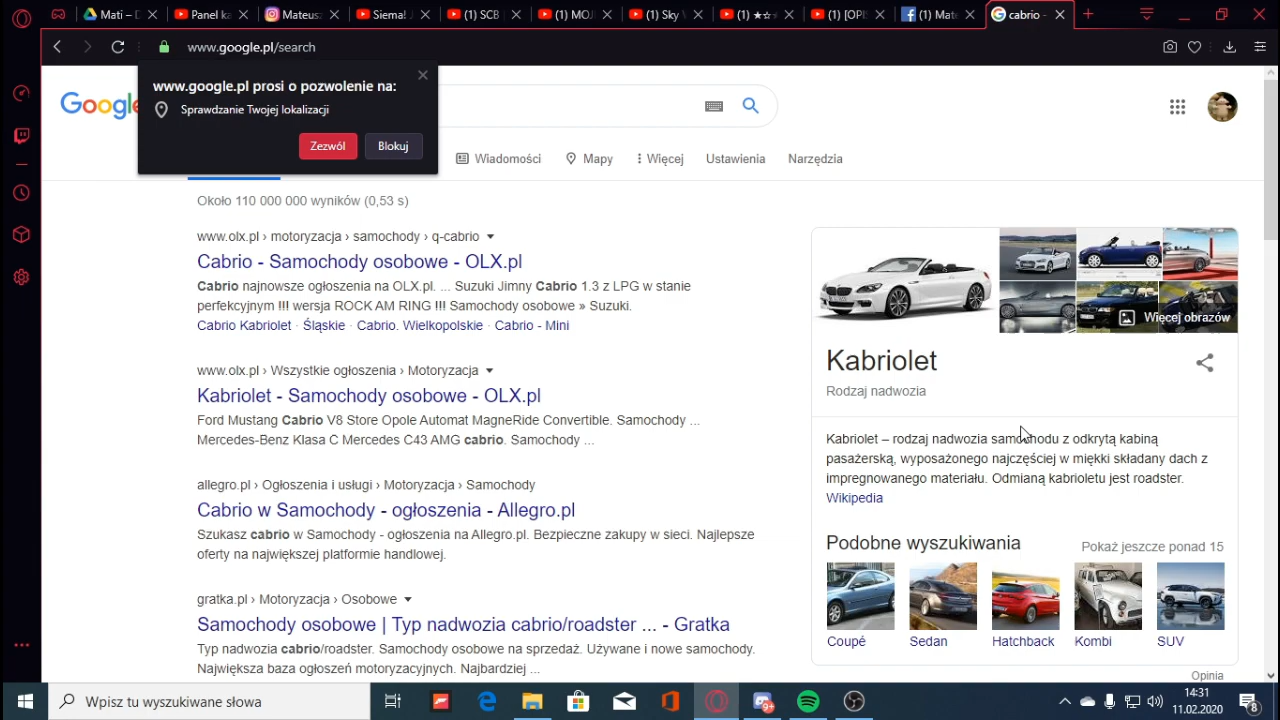 Mati – D
Panel ka
Mateus
Siema!
(1) SCB
(1) MOJ
(1) Sky
(1) ★☆
(1) [OPI
(1) Mate
cabrio -
www.google.pl/search
www.google.pl prosi o pozwolenie na:
Sprawdzanie Twojej lokalizacji
Zezwól
Blokuj
Google
Wiadomości
Mapy
Więcej
Ustawienia
Narzędzia
Około 110 000 000 wyników (0,53 s)
www.olx.pl › motoryzacja › samochody › q-cabrio
Cabrio - Samochody osobowe - OLX.pl
Cabrio najnowsze ogłoszenia na OLX.pl. ... Suzuki Jimny Cabrio 1.3 z LPG w stanie
perfekcyjnym !!! wersja ROCK AM RING !!! Samochody osobowe » Suzuki.
Cabrio Kabriolet · Śląskie · Cabrio. Wielkopolskie · Cabrio - Mini
www.olx.pl › Wszystkie ogłoszenia › Motoryzacja
Kabriolet - Samochody osobowe - OLX.pl
Ford Mustang Cabrio V8 Store Opole Automat MagneRide Convertible. Samochody ...
Mercedes-Benz Klasa C Mercedes C43 AMG cabrio. Samochody ...
allegro.pl › Ogłoszenia i usługi › Motoryzacja › Samochody
Cabrio w Samochody - ogłoszenia - Allegro.pl
Szukasz cabrio w Samochody - ogłoszenia na Allegro.pl. Bezpieczne zakupy w sieci. Najlepsze
oferty na największej platformie handlowej.
gratka.pl › Motoryzacja › Osobowe
Samochody osobowe | Typ nadwozia cabrio/roadster ... - Gratka
Typ nadwozia cabrio/roadster. Samochody osobowe na sprzedaż. Używane i nowe samochody.
Największa baza ogłoszeń motoryzacyjnych. Najbardziej ...
Więcej obrazów
Kabriolet
Rodzaj nadwozia
Kabriolet – rodzaj nadwozia samochodu z odkrytą kabiną
pasażerską, wyposażonego najczęściej w miękki składany dach z
impregnowanego materiału. Odmianą kabrioletu jest roadster.
Wikipedia
Podobne wyszukiwania
Pokaż jeszcze ponad 15
Coupé
Sedan
Hatchback
Kombi
SUV
Opinia
Wpisz tu wyszukiwane słowa
9+
14:31
11.02.2020
8